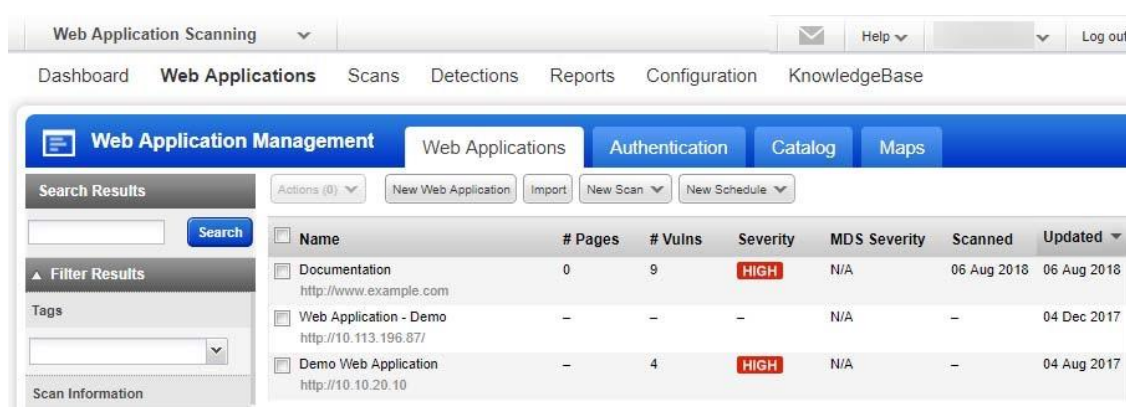 Web Application Scanning
Help
Log out
Dashboard Web Applications Scans Detections Reports Configuration KnowledgeBase
Web Application Management Web Applications Authentication Catalog Maps
Search Results
Actions (0) New Web Application Import New Scan New Schedule
Search
Name # Pages # Vulns Severity MDS Severity Scanned Updated
Filter Results
Documentation 0 9 HIGH N/A 06 Aug 2018 06 Aug 2018
http://www.example.com
Tags
Web Application - Demo – – – N/A – 04 Dec 2017
http://10.113.196.87/
Demo Web Application – 4 HIGH N/A – 04 Aug 2017
http://10.10.20.10
Scan Information